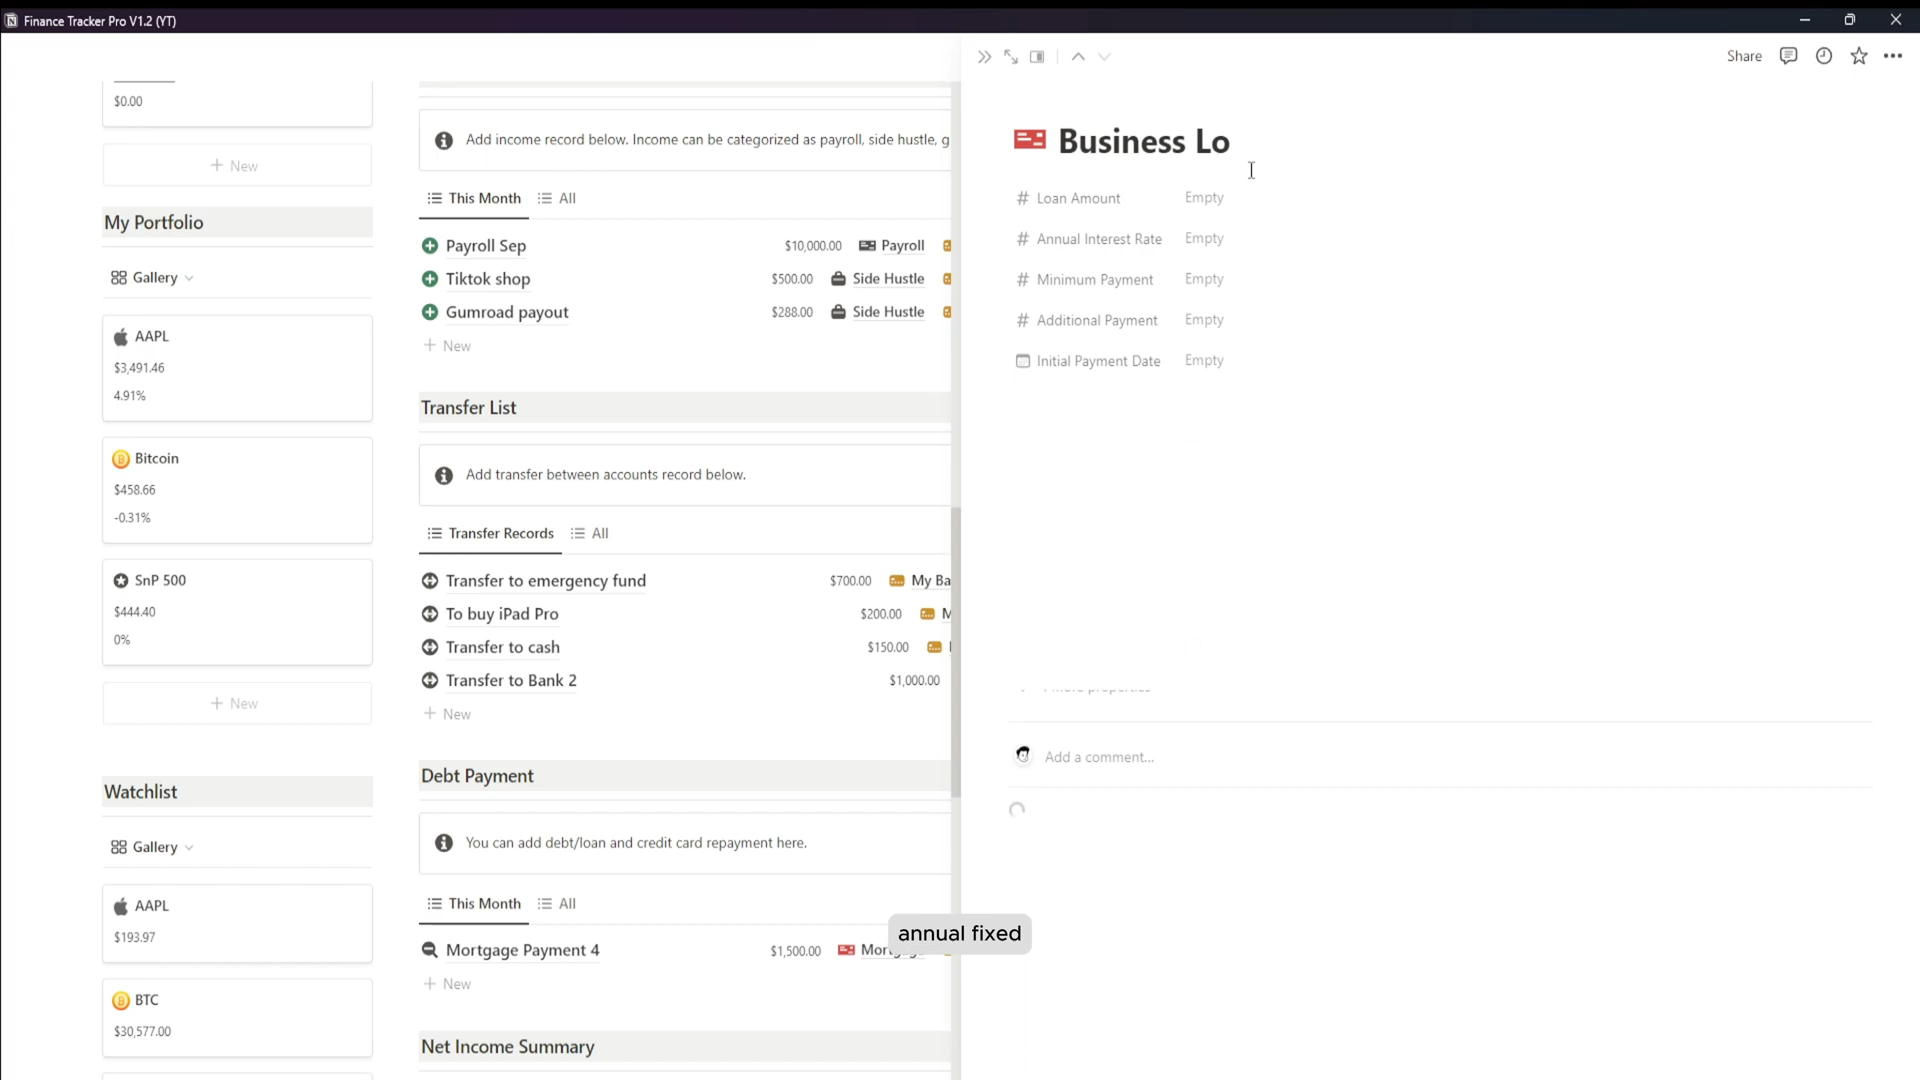 Finance Tracker Pro V1.2 (YT)
Share
$0.00
+ New
My Portfolio
Gallery
AAPL
$3,491.46
4.91%
Bitcoin
$458.66
-0.31%
SnP 500
$444.40
0%
+ New
Watchlist
Gallery
AAPL
$193.97
BTC
$30,577.00
Add income record below. Income can be categorized as payroll, side hustle, g
This Month All
Payroll Sep $10,000.00 Payroll
Tiktok shop $500.00 Side Hustle
Gumroad payout $288.00 Side Hustle
+ New
Transfer List
Add transfer between accounts record below.
Transfer Records All
Transfer to emergency fund $700.00 My Ba
To buy iPad Pro $200.00 M
Transfer to cash $150.00
Transfer to Bank 2 $1,000.00
+ New
Debt Payment
You can add debt/loan and credit card repayment here.
This Month All
Mortgage Payment 4 $1,500.00
+ New
Net Income Summary
Business Lo
Loan Amount Empty
Annual Interest Rate Empty
Minimum Payment Empty
Additional Payment Empty
Initial Payment Date Empty
Add a comment...
annual fixed